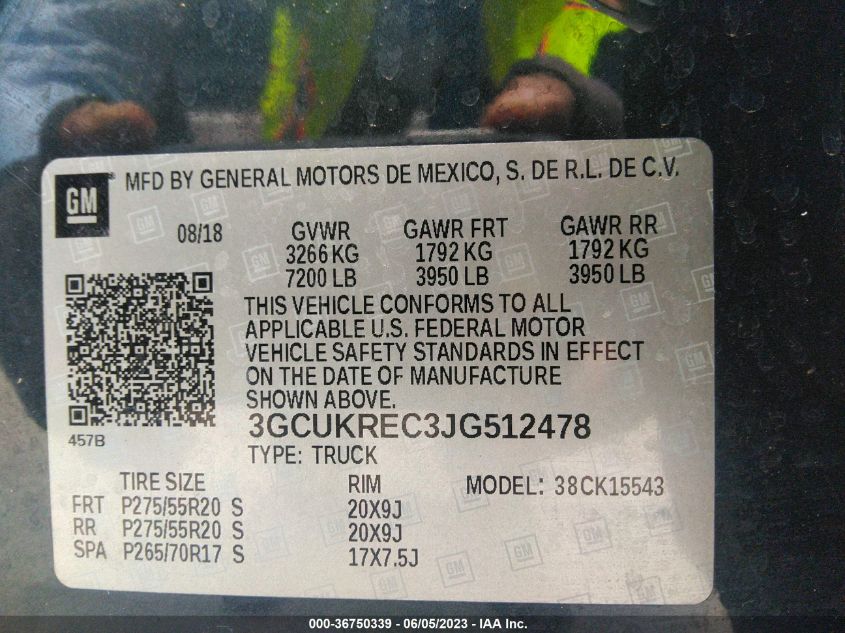 GM
MFD BY GENERAL MOTORS DE MEXICO, S. DE R.L. DE C.V.
08/18
GVWR GAWR FRT GAWR RR
3266 KG 1792 KG 1792 KG
7200 LB 3950 LB 3950 LB
THIS VEHICLE CONFORMS TO ALL
APPLICABLE U.S. FEDERAL MOTOR
VEHICLE SAFETY STANDARDS IN EFFECT
ON THE DATE OF MANUFACTURE
SHOWN ABOVE.
457B
3GCUKREC3JG512478
TYPE: TRUCK
TIRE SIZE RIM MODEL: 38CK15543
FRT P275/55R20 S 20X9J
RR P275/55R20 S 20X9J
SPA P265/70R17 S 17X7.5J
000-36750339 - 06/05/2023 - IAA Inc.